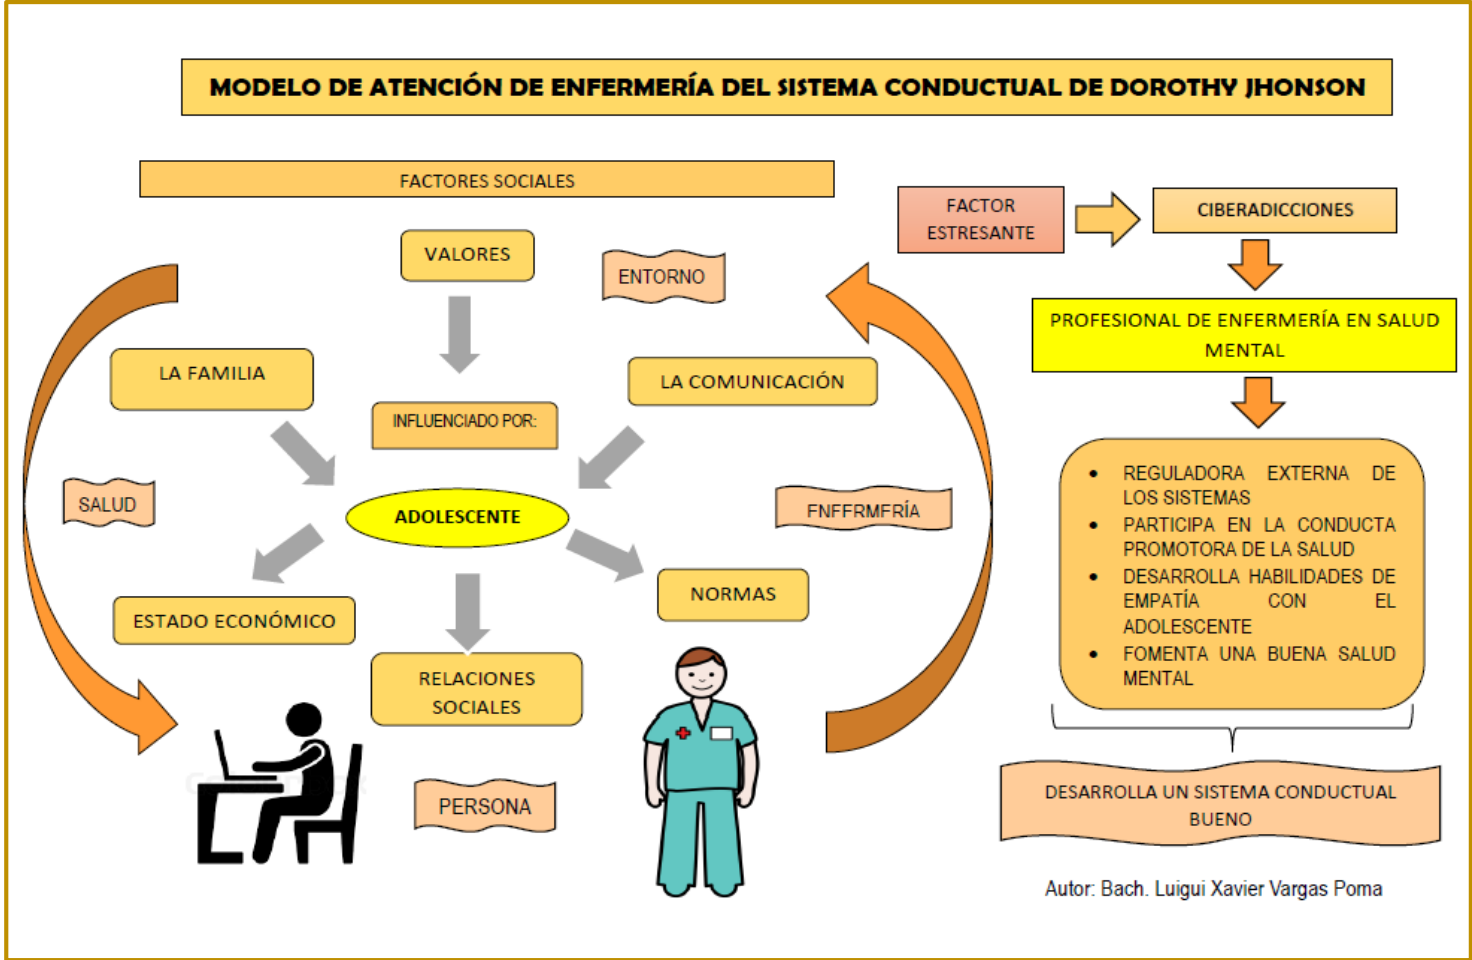 MODELO DE ATENCIÓN DE ENFERMERÍA DEL SISTEMA CONDUCTUAL DE DOROTHY JHONSON
FACTORES SOCIALES
VALORES
ENTORNO
LA FAMILIA
LA COMUNICACIÓN
INFLUENCIADO POR:
SALUD
ADOLESCENTE
ENFERMERÍA
ESTADO ECONÓMICO
NORMAS
RELACIONES
SOCIALES
PERSONA
FACTOR
ESTRESANTE
CIBERADICCIONES
PROFESIONAL DE ENFERMERÍA EN SALUD
MENTAL
• REGULADORA EXTERNA DE
LOS SISTEMAS
• PARTICIPA EN LA CONDUCTA
PROMOTORA DE LA SALUD
• DESARROLLA HABILIDADES DE
EMPATÍA CON EL
ADOLESCENTE
• FOMENTA UNA BUENA SALUD
MENTAL
DESARROLLA UN SISTEMA CONDUCTUAL
BUENO
Autor: Bach. Luigui Xavier Vargas Poma